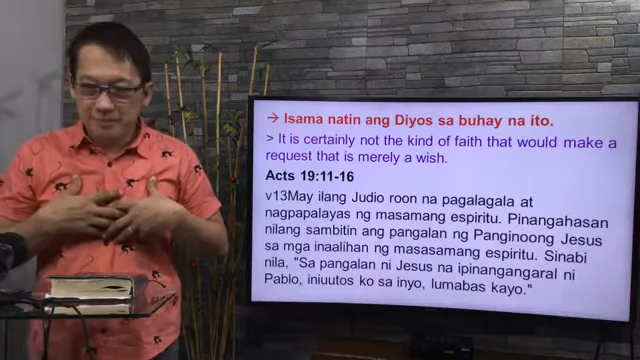 → Isama natin ang Diyos sa buhay na ito.
> It is certainly not the kind of faith that would make a
request that is merely a wish.
Acts 19:11-16
v13May ilang Judio roon na pagalagala at
nagpapalayas ng masamang espiritu. Pinangahasan
nilang sambitin ang pangalan ng Panginoong Jesus
sa mga inaalihan ng masasamang espiritu. Sinabi
nila, "Sa pangalan ni Jesus na ipinangangaral ni
Pablo, iniuutos ko sa inyo, lumabas kayo."